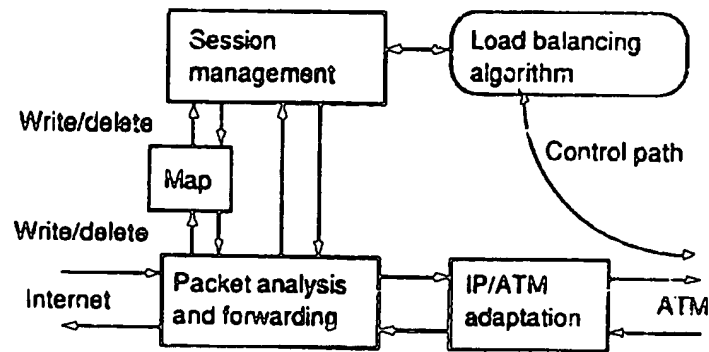 Session
management
Load balancing
algorithm
Write/delete
Map
Control path
Write/delete
Internet
Packet analysis
and forwarding
IP/ATM
adaptation
ATM